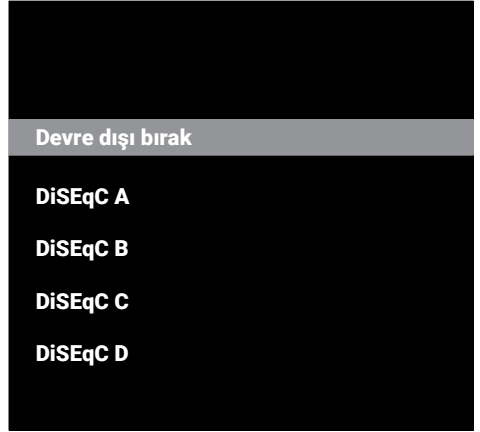 Devre dışı bırak
DiSEqC A
DiSEqC B
DiSEqC C
DiSEqC D